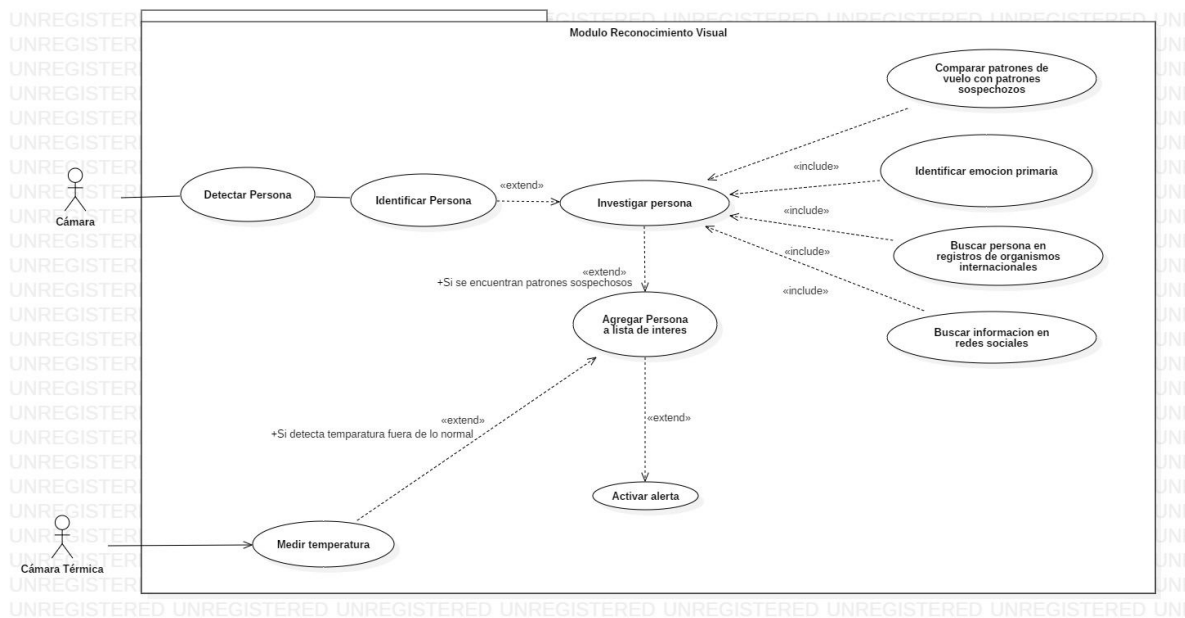 Modulo Reconocimiento Visual
Comparar patrones de
vuelo con patrones
sospechozos
«include»
Identificar emocion primaria
Cámara
Detectar Persona
Identificar Persona
«extend»
Investigar persona
«include»
Buscar persona en
registros de organismos
internacionales
«include»
«include»
Buscar informacion en
redes sociales
«extend»
+Si se encuentran patrones sospechosos
Agregar Persona
a lista de interes
«extend»
+Si detecta temparatura fuera de lo normal
«extend»
Activar alerta
Cámara Térmica
Medir temperatura
UNREGISTERED UNREGISTERED UNREGISTERED UNREGISTERED UNREGISTERED UNREGISTERED UNREGISTERED UNI